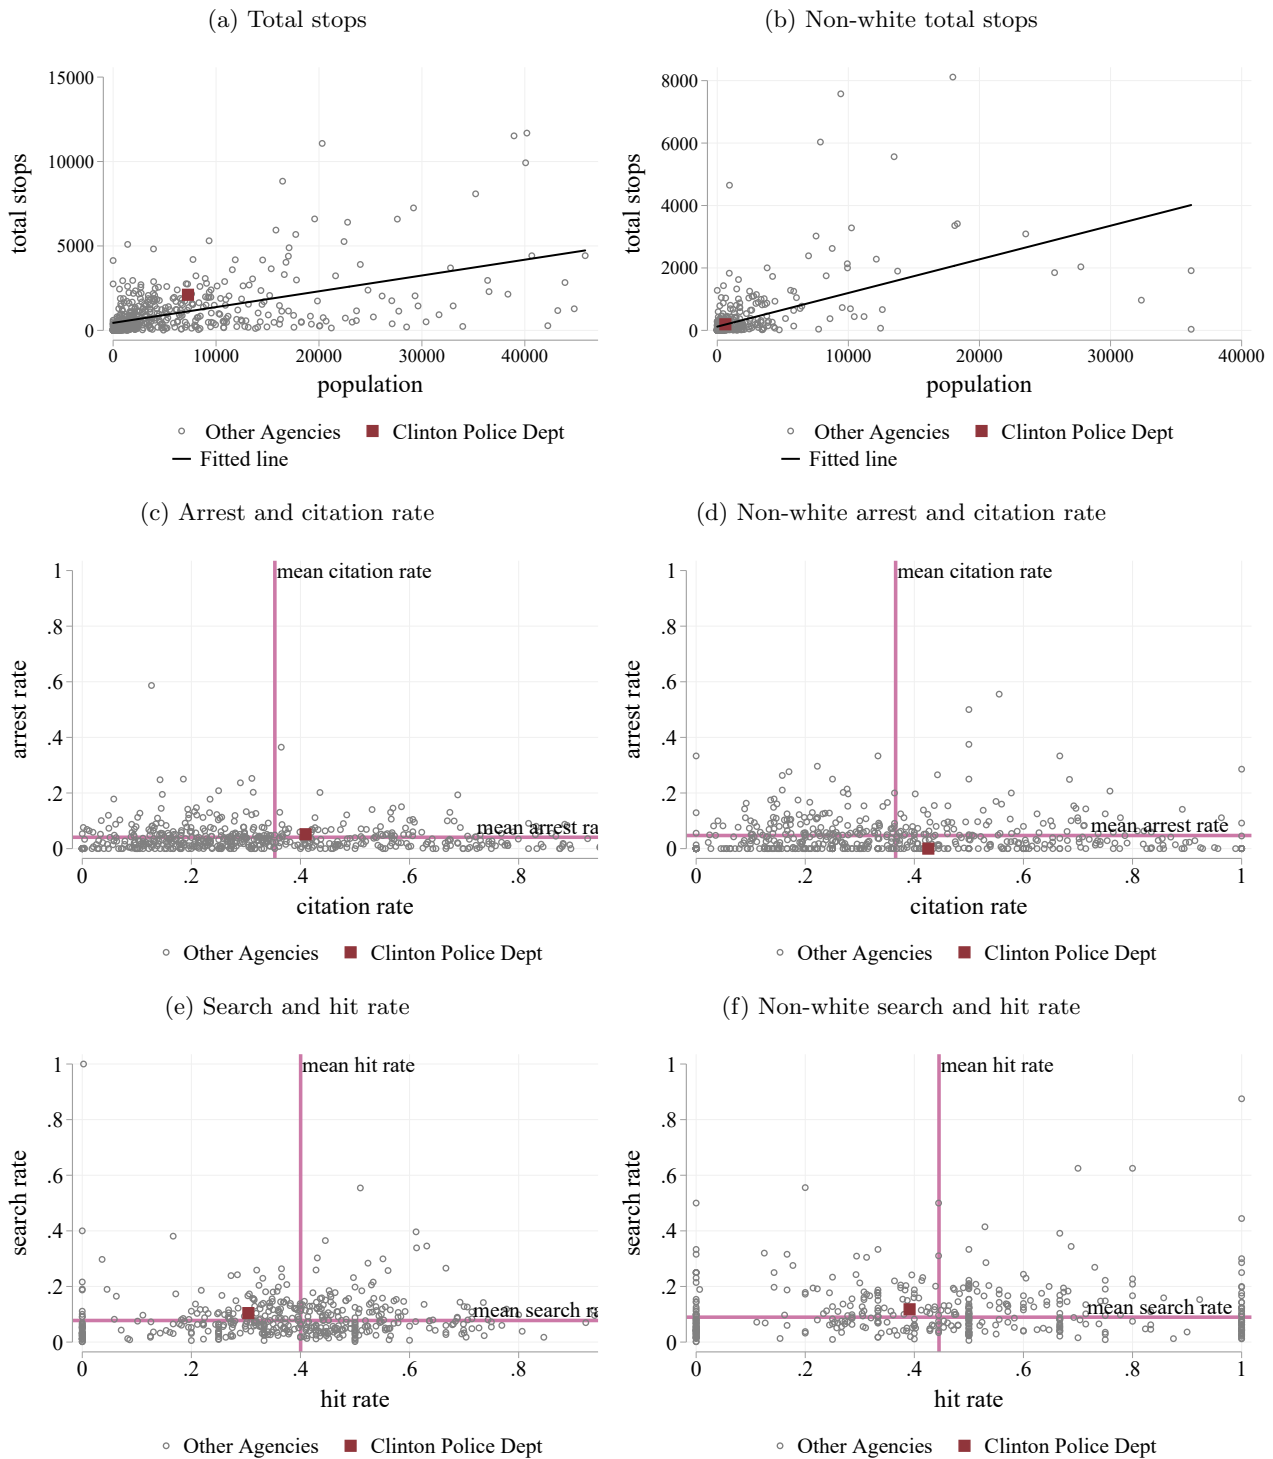 (a) Total stops
(b) Non-white total stops
15000
10000
5000
0
total stops
0 10000 20000 30000 40000
population
Other Agencies Clinton Police Dept
Fitted line
8000
6000
4000
2000
0
total stops
0 10000 20000 30000 40000
population
Other Agencies Clinton Police Dept
Fitted line
(c) Arrest and citation rate
(d) Non-white arrest and citation rate
mean citation rate
1
.8
.6
.4
.2
0
arrest rate
mean arrest ra
0 .2 .4 .6 .8
citation rate
Other Agencies Clinton Police Dept
mean citation rate
1
.8
.6
.4
.2
0
arrest rate
mean arrest rate
0 .2 .4 .6 .8 1
citation rate
Other Agencies Clinton Police Dept
(e) Search and hit rate
(f) Non-white search and hit rate
mean hit rate
1
.8
.6
.4
.2
0
search rate
mean search ra
0 .2 .4 .6 .8
hit rate
Other Agencies Clinton Police Dept
mean hit rate
1
.8
.6
.4
.2
0
search rate
mean search rate
0 .2 .4 .6 .8 1
hit rate
Other Agencies Clinton Police Dept